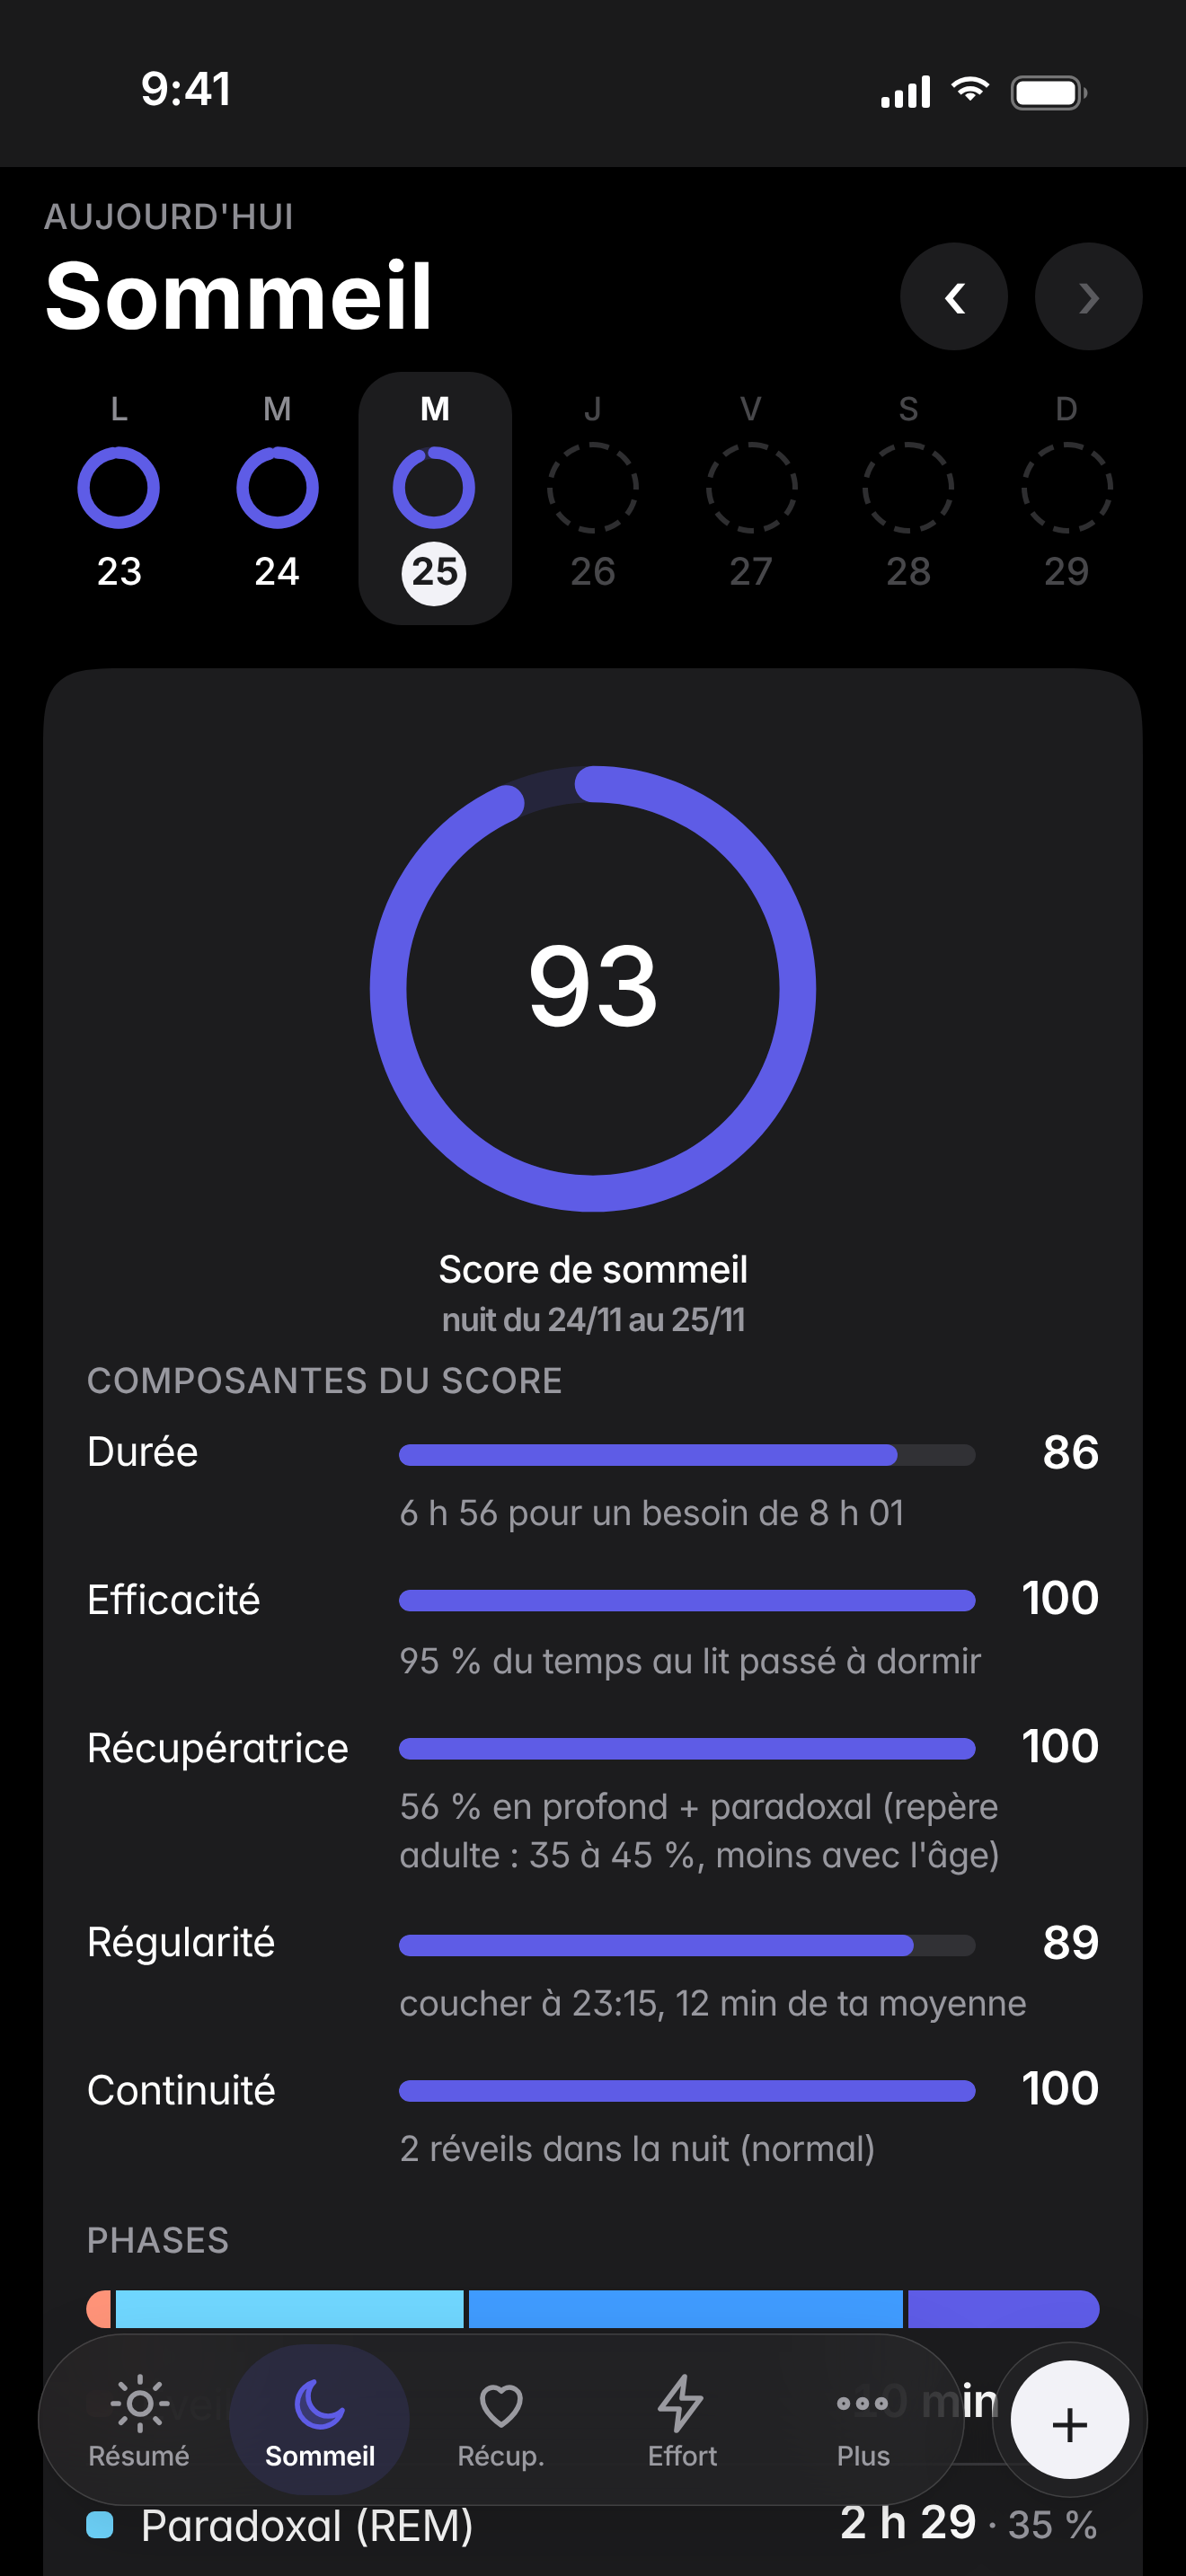 9:41
AUJOURD'HUI
Sommeil
L M M J V S D
23 24 25 26 27 28 29
93
Score de sommeil
nuit du 24/11 au 25/11
COMPOSANTES DU SCORE
Durée 86
6 h 56 pour un besoin de 8 h 01
Efficacité 100
95 % du temps au lit passé à dormir
Récupératrice 100
56 % en profond + paradoxal (repère
adulte : 35 à 45 %, moins avec l'âge)
Régularité 89
coucher à 23:15, 12 min de ta moyenne
Continuité 100
2 réveils dans la nuit (normal)
PHASES
min
Résumé Sommeil Récup. Effort Plus +
Paradoxal (REM) 2 h 29 · 35 %